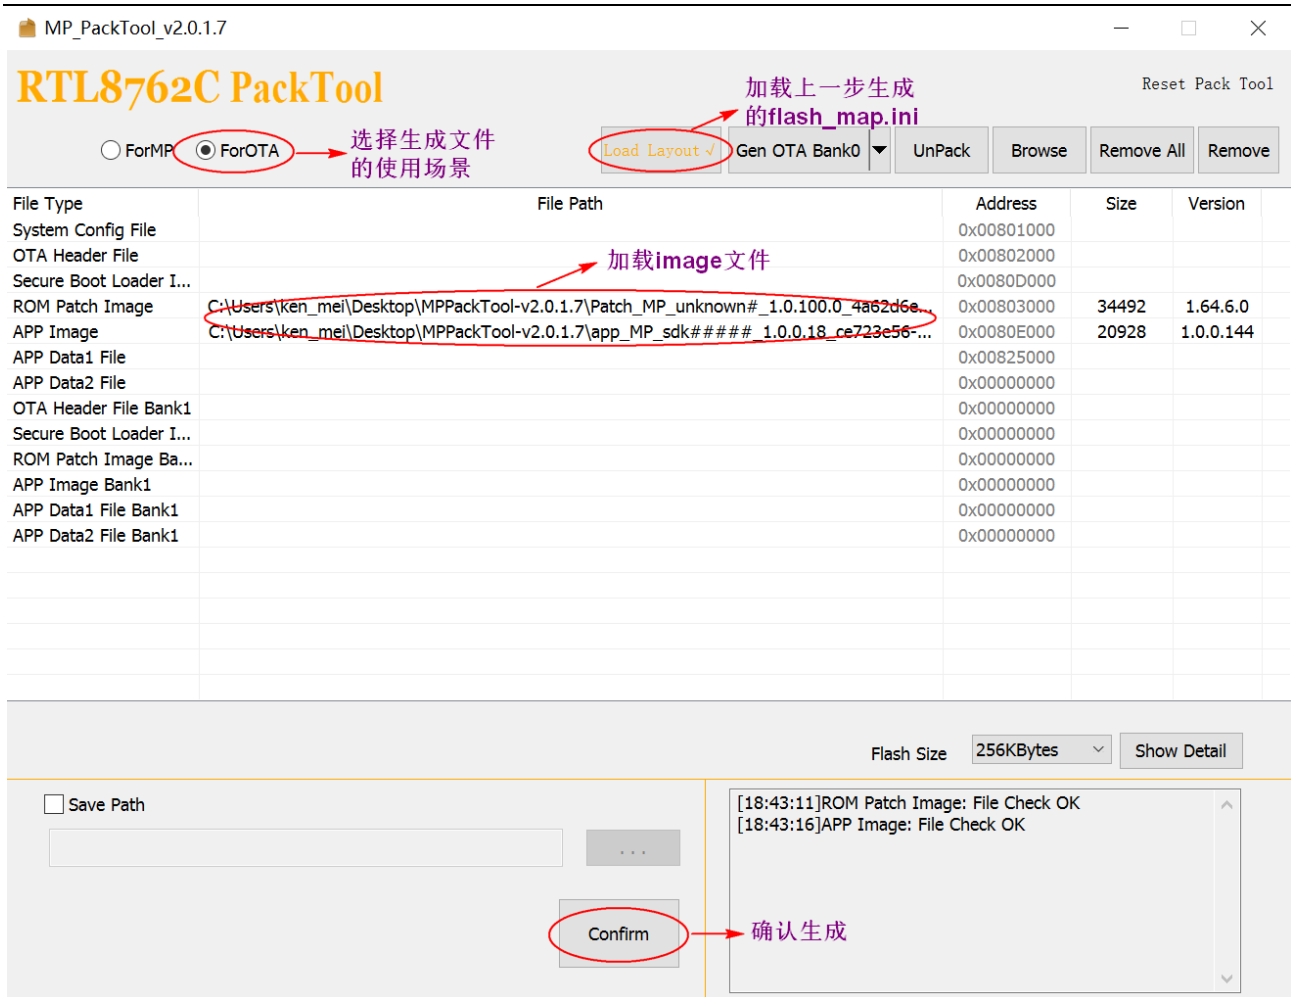 MP_PackTool_v2.0.1.7
RTL8762C PackTool
加载上一步生成
的flash_map.ini
Reset Pack Tool
ForMP
ForOTA
选择生成文件
的使用场景
Load Layout √
Gen OTA Bank0
UnPack
Browse
Remove All
Remove
File Type File Path Address Size Version
System Config File 0x00801000
OTA Header File 0x00802000
加载image文件
Secure Boot Loader I... 0x0080D000
ROM Patch Image C:\Users\ken_mei\Desktop\MPPackTool-v2.0.1.7\Patch_MP_unknown#_1.0.100.0_4a62d6e... 0x00803000 34492 1.64.6.0
APP Image C:\Users\ken_mei\Desktop\MPPackTool-v2.0.1.7\app_MP_sdk#####_1.0.0.18_ce723e56-... 0x0080E000 20928 1.0.0.144
APP Data1 File 0x00825000
APP Data2 File 0x00000000
OTA Header File Bank1 0x00000000
Secure Boot Loader I... 0x00000000
ROM Patch Image Ba... 0x00000000
APP Image Bank1 0x00000000
APP Data1 File Bank1 0x00000000
APP Data2 File Bank1 0x00000000
Flash Size 256KBytes Show Detail
Save Path
...
[18:43:11]ROM Patch Image: File Check OK
[18:43:16]APP Image: File Check OK
Confirm
确认生成